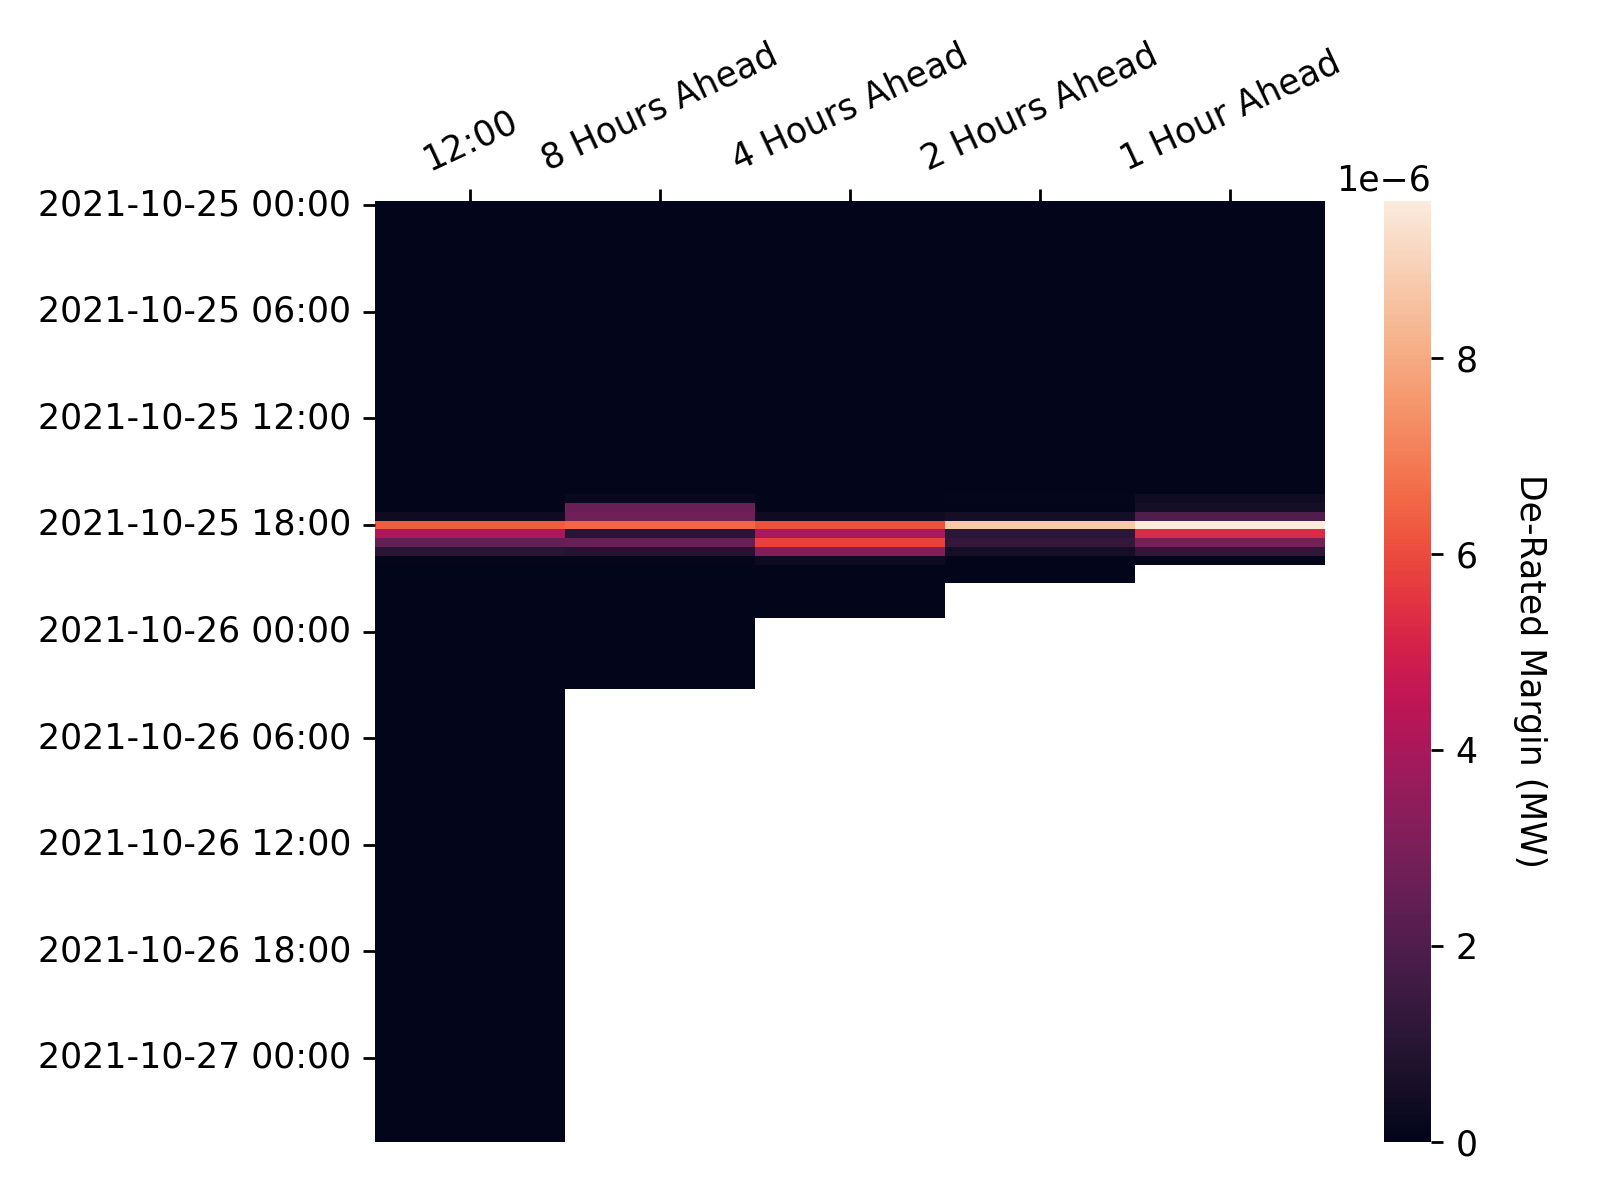 12:00
8 Hours Ahead
4 Hours Ahead
2 Hours Ahead
1 Hour Ahead
1e−6
2021-10-25 00:00
2021-10-25 06:00
2021-10-25 12:00
2021-10-25 18:00
2021-10-26 00:00
2021-10-26 06:00
2021-10-26 12:00
2021-10-26 18:00
2021-10-27 00:00
8
6
4
2
0
De-Rated Margin (MW)